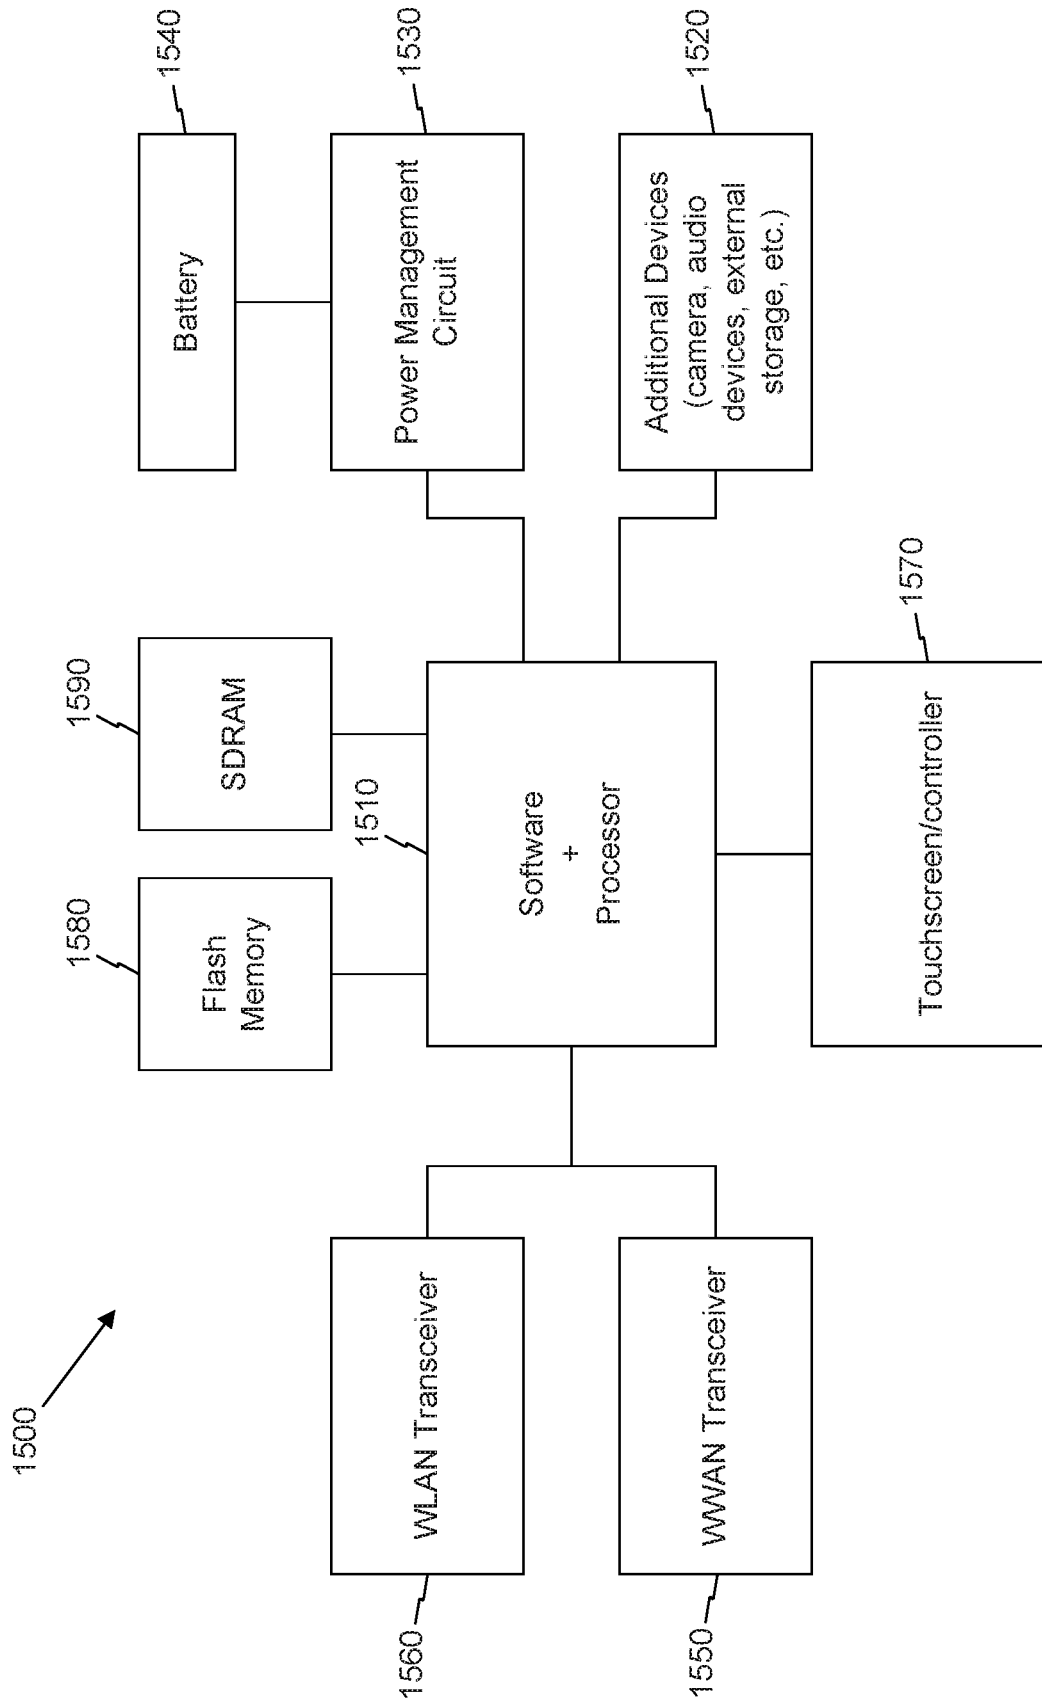 1500
1580
1590
1540
Flash
Memory
SDRAM
Battery
1510
1560
WLAN Transceiver
Software
+
Processor
Power Management
Circuit
1530
1550
WWAN Transceiver
Additional Devices
(camera, audio
devices, external
storage, etc.)
1520
Touchscreen/controller
1570